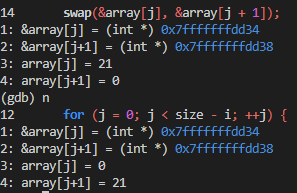 14 swap(&array[j], &array[j + 1]);
1: &array[j] = (int *) 0x7fffffffdd34
2: &array[j+1] = (int *) 0x7fffffffdd38
3: array[j] = 21
4: array[j+1] = 0
(gdb) n
12 for (j = 0; j < size - i; ++j) {
1: &array[j] = (int *) 0x7fffffffdd34
2: &array[j+1] = (int *) 0x7fffffffdd38
3: array[j] = 0
4: array[j+1] = 21